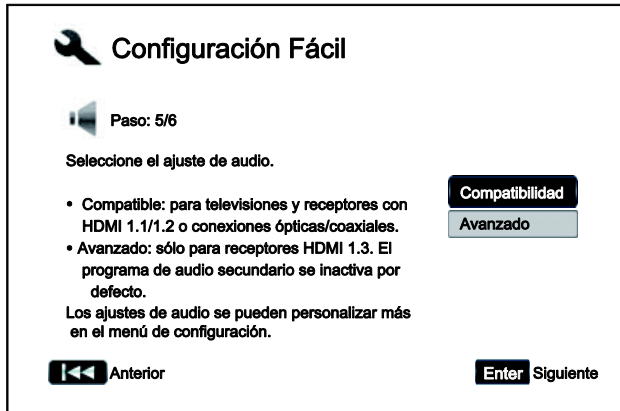 Configuración Fácil
Paso: 5/6
Seleccione el ajuste de audio.
• Compatible: para televisiones y receptores con
HDMI 1.1/1.2 o conexiones ópticas/coaxiales.
• Avanzado: sólo para receptores HDMI 1.3. El
programa de audio secundario se inactiva por
defecto.
Los ajustes de audio se pueden personalizar más
en el menú de configuración.
Compatibilidad
Avanzado
Anterior
Enter Siguiente